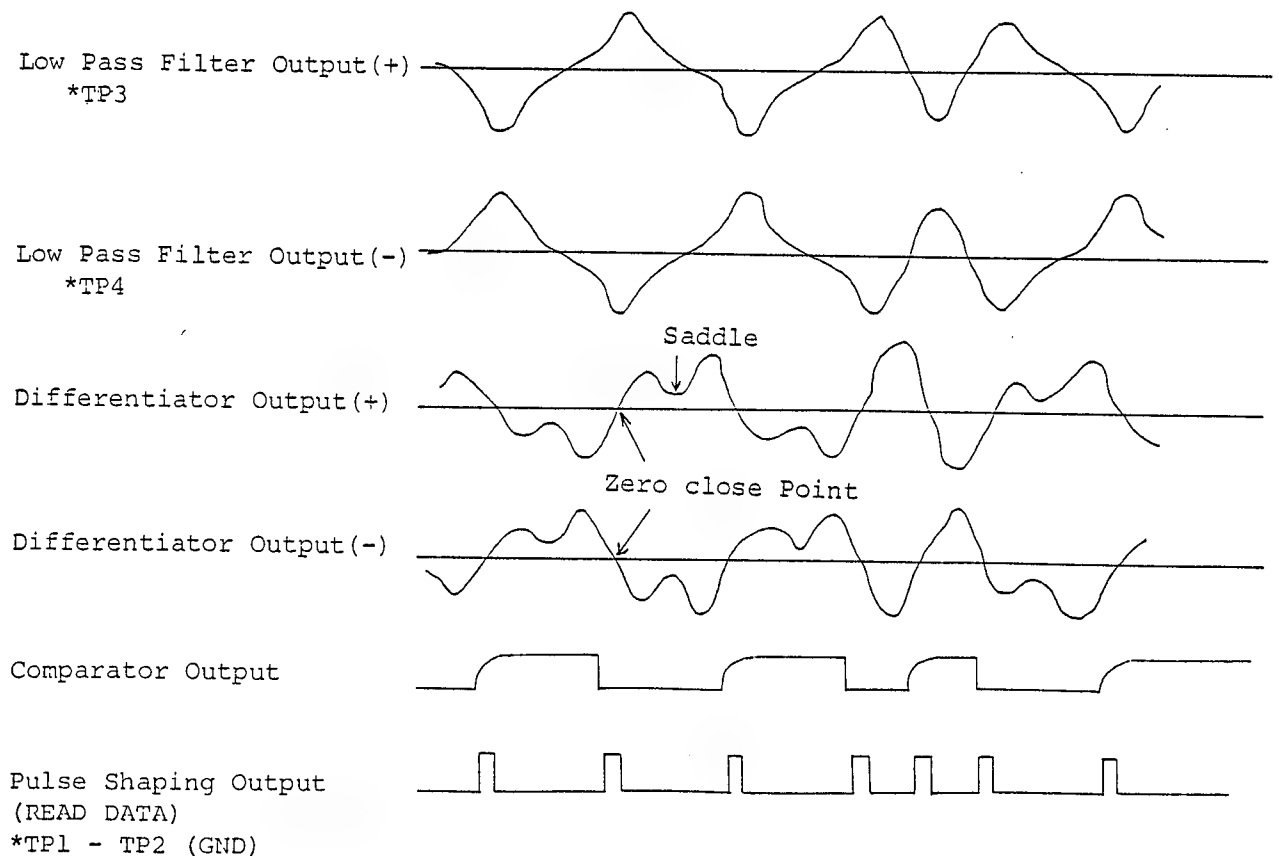 Low Pass Filter Output(+)
*TP3
Low Pass Filter Output(-)
*TP4
Saddle
Differentiator Output(+)
Zero close Point
Differentiator Output(-)
Comparator Output
Pulse Shaping Output
(READ DATA)
*TP1 - TP2 (GND)